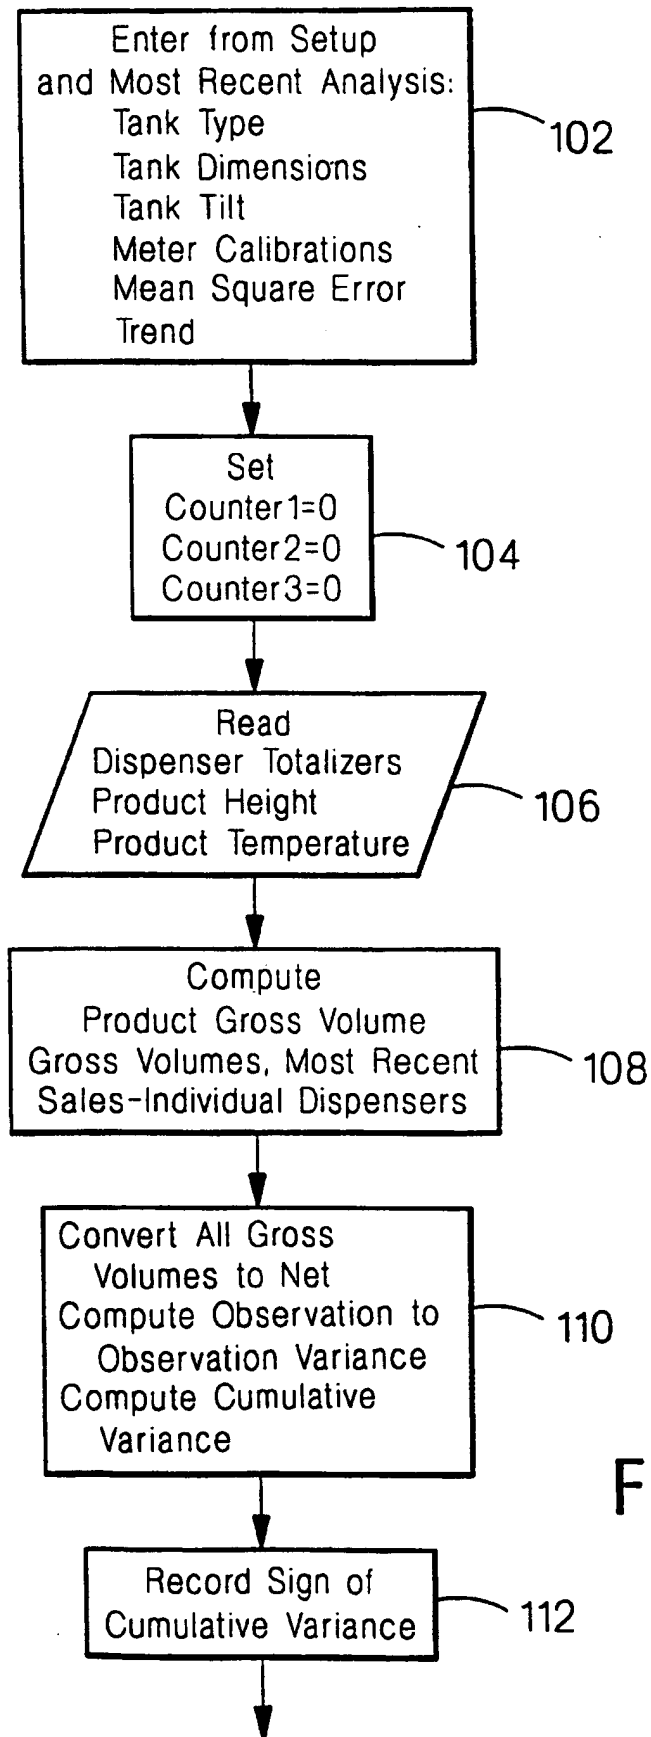 Enter from Setup
and Most Recent Analysis:
Tank Type
Tank Dimensions
Tank Tilt
Meter Calibrations
Mean Square Error
Trend
102
Set
Counter1=0
Counter2=0
Counter3=0
104
Read
Dispenser Totalizers
Product Height
Product Temperature
106
Compute
Product Gross Volume
Gross Volumes, Most Recent
Sales-Individual Dispensers
108
Convert All Gross
Volumes to Net
Compute Observation to
Observation Variance
Compute Cumulative
Variance
110
F
Record Sign of
Cumulative Variance
112